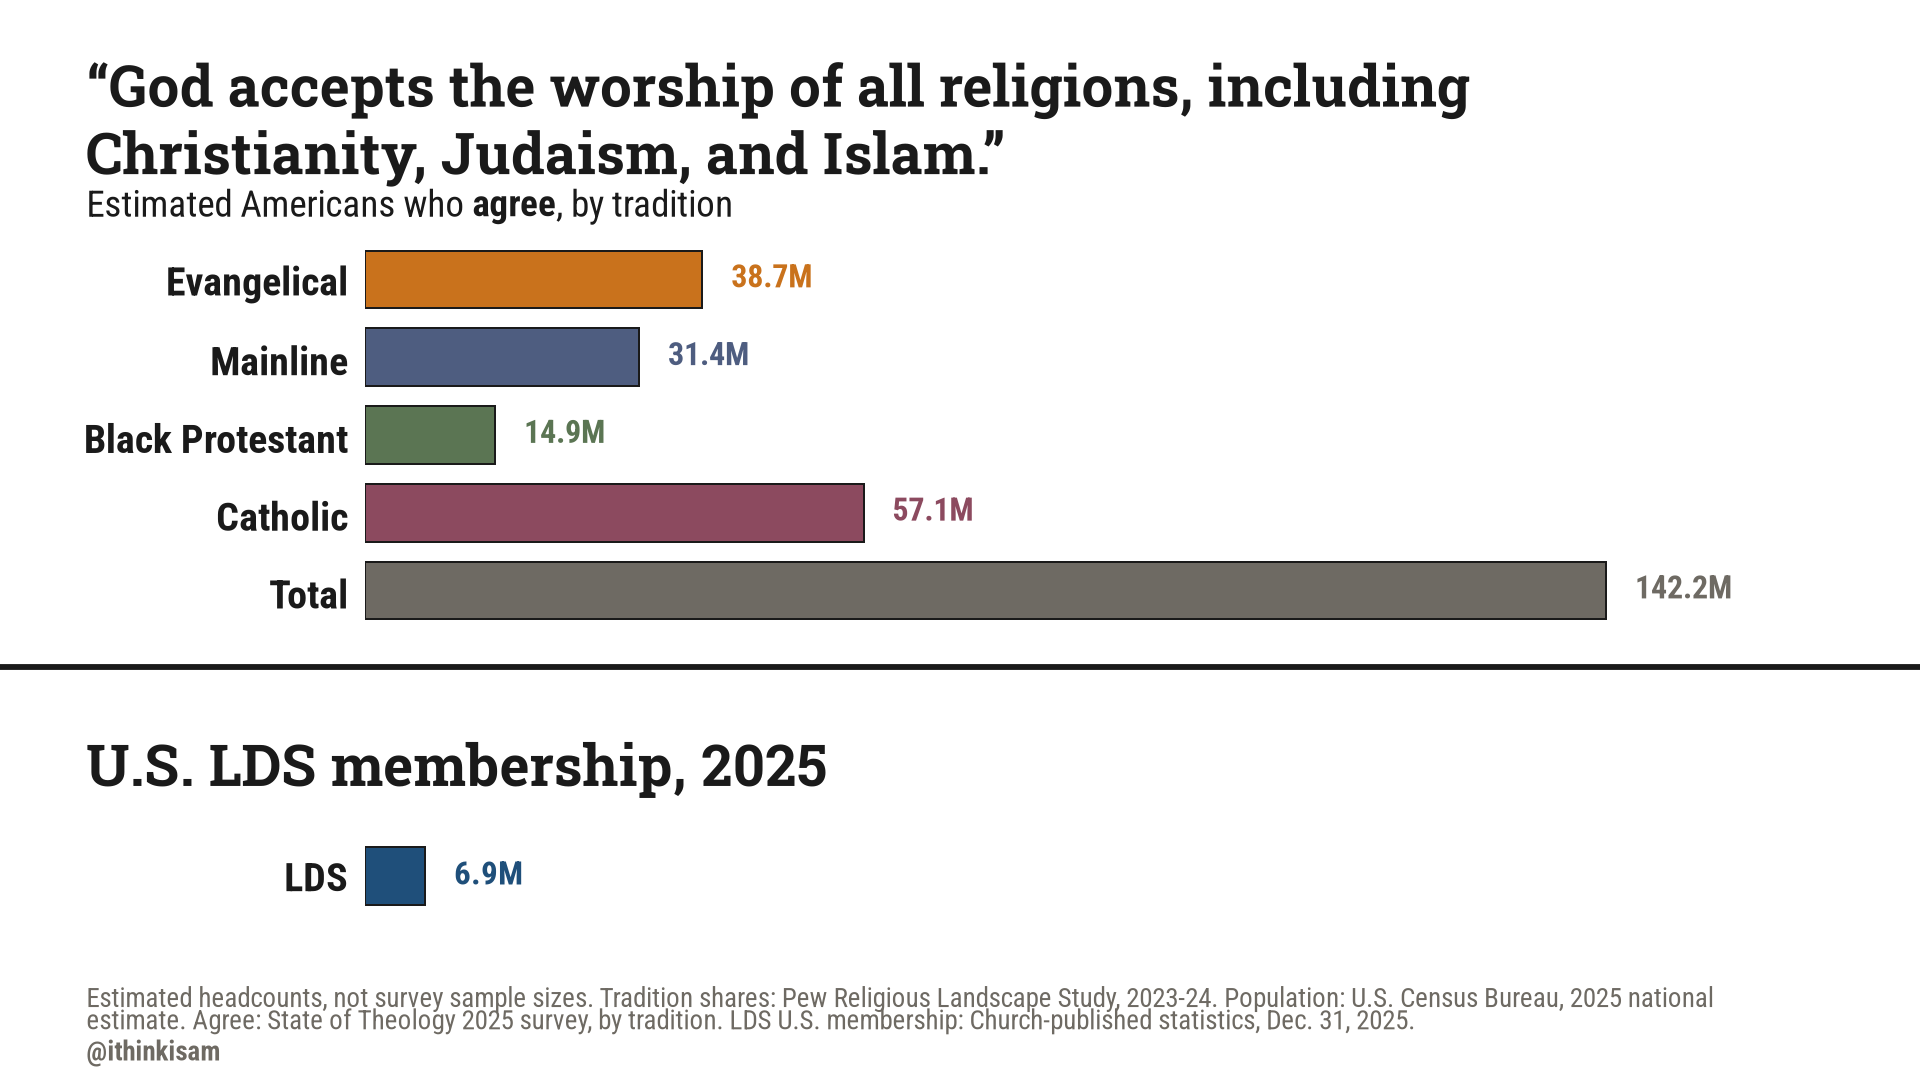 “God accepts the worship of all religions, including
Christianity, Judaism, and Islam.”
Estimated Americans who agree, by tradition
Evangelical 38.7M
Mainline 31.4M
Black Protestant 14.9M
Catholic 57.1M
Total 142.2M
U.S. LDS membership, 2025
LDS 6.9M
Estimated headcounts, not survey sample sizes. Tradition shares: Pew Religious Landscape Study, 2023-24. Population: U.S. Census Bureau, 2025 national
estimate. Agree: State of Theology 2025 survey, by tradition. LDS U.S. membership: Church-published statistics, Dec. 31, 2025.
@ithinkisam